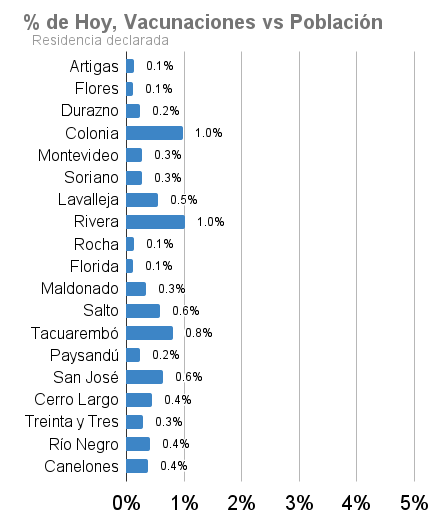 % de Hoy, Vacunaciones vs Población
Residencia declarada
Artigas 0.1%
Flores 0.1%
Durazno 0.2%
Colonia 1.0%
Montevideo 0.3%
Soriano 0.3%
Lavalleja 0.5%
Rivera 1.0%
Rocha 0.1%
Florida 0.1%
Maldonado 0.3%
Salto 0.6%
Tacuarembó 0.8%
Paysandú 0.2%
San José 0.6%
Cerro Largo 0.4%
Treinta y Tres 0.3%
Río Negro 0.4%
Canelones 0.4%
0% 1% 2% 3% 4% 5%